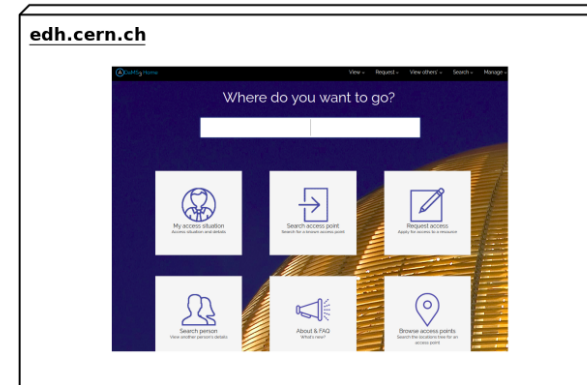 edh.cern.ch
ADaMS Home View Request View others' Search Manage
Where do you want to go?
My access situation
Access situation and details
Search access point
Search for a known access point
Request access
Apply for access to a resource
Search person
View another person's details
About & FAQ
What's new?
Browse access points
Search the locations tree for an
access point